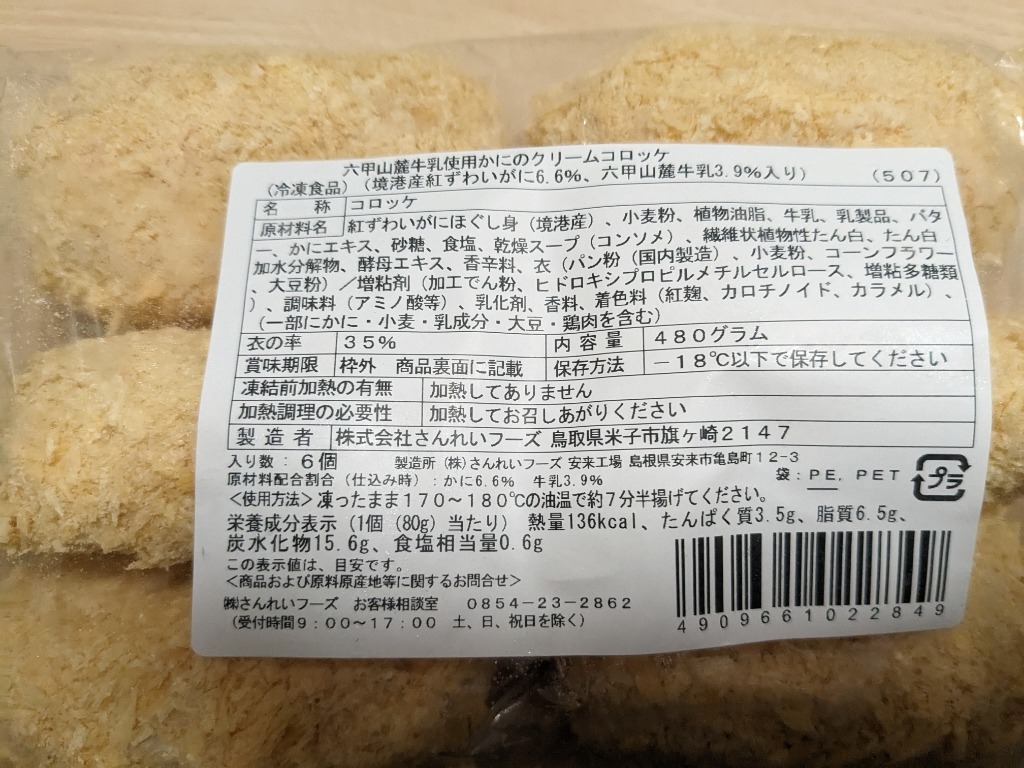 六甲山麓牛乳使用かにのクリームコロッケ
(冷凍食品) (境港産紅ずわいがに6.6%、六甲山麓牛乳3.9%入り) (507)
名 称 コロッケ
原材料名 紅ずわいがにほぐし身(境港産)、小麦粉、植物油脂、牛乳、乳製品、バタ
ー、かにエキス、砂糖、食塩、乾燥スープ(コンソメ)、繊維状植物性たん白、たん白
加水分解物、酵母エキス、香辛料、衣(パン粉(国内製造)、小麦粉、コーンフラワー
、大豆粉)/増粘剤(加工でん粉、ヒドロキシプロピルメチルセルロース、増粘多糖類
)、調味料(アミノ酸等)、乳化剤、香料、着色料(紅麹、カロチノイド、カラメル)、
(一部にかに・小麦・乳成分・大豆・鶏肉を含む)
衣の率 35% 内容量 480グラム
賞味期限 枠外 商品裏面に記載 保存方法 -18℃以下で保存してください
凍結前加熱の有無 加熱してありません
加熱調理の必要性 加熱してお召しあがりください
製造者 株式会社さんれいフーズ 鳥取県米子市旗ヶ崎2147
入り数:6個 製造所 (株)さんれいフーズ 安来工場 島根県安来市亀島町12-3
原材料配合割合(仕込み時):かに6.6% 牛乳3.9% 袋:PE, PET プラ
<使用方法>凍ったまま170~180℃の油温で約7分半揚げてください。
栄養成分表示(1個(80g)当たり) 熱量136kcal、たんぱく質3.5g、脂質6.5g、
炭水化物15.6g、食塩相当量0.6g
この表示値は、目安です。
<商品および原料原産地等に関するお問合せ>
㈱さんれいフーズ お客様相談室 0854-23-2862
(受付時間9:00~17:00 土、日、祝日を除く)
4909661022849